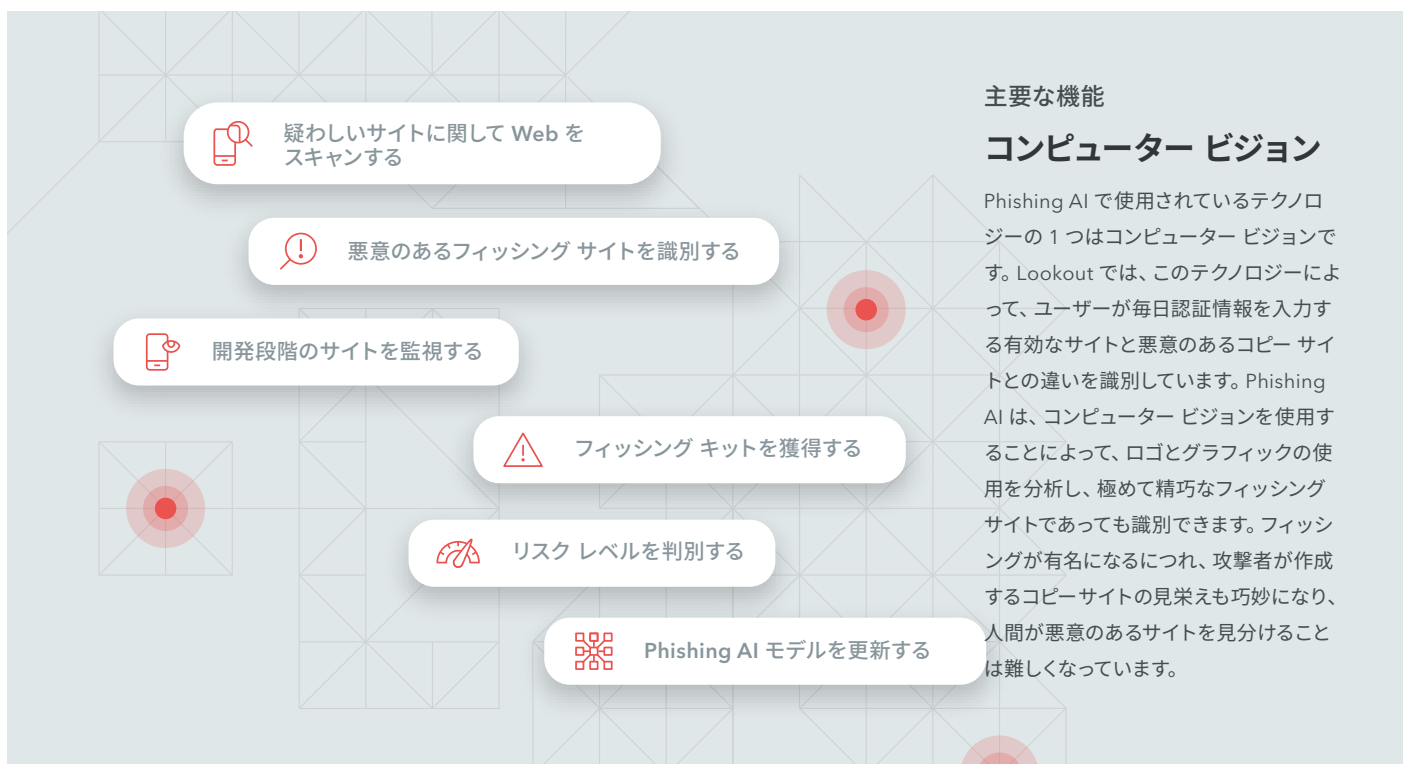 疑わしいサイトに関して Web を
スキャンする
悪意のあるフィッシング サイトを識別する
開発段階のサイトを監視する
フィッシング キットを獲得する
リスク レベルを判別する
Phishing AI モデルを更新する
主要な機能
コンピューター ビジョン
Phishing AI で使用されているテクノロ
ジーの 1 つはコンピューター ビジョンで
す。Lookout では、このテクノロジーによ
って、ユーザーが毎日認証情報を入力す
る有効なサイトと悪意のあるコピー サイ
トとの違いを識別しています。Phishing
AI は、コンピューター ビジョンを使用す
ることによって、ロゴとグラフィックの使
用を分析し、極めて精巧なフィッシング
サイトであっても識別できます。フィッシ
ングが有名になるにつれ、攻撃者が作成
するコピーサイトの見栄えも巧妙になり、
人間が悪意のあるサイトを見分けること
は難しくなっています。